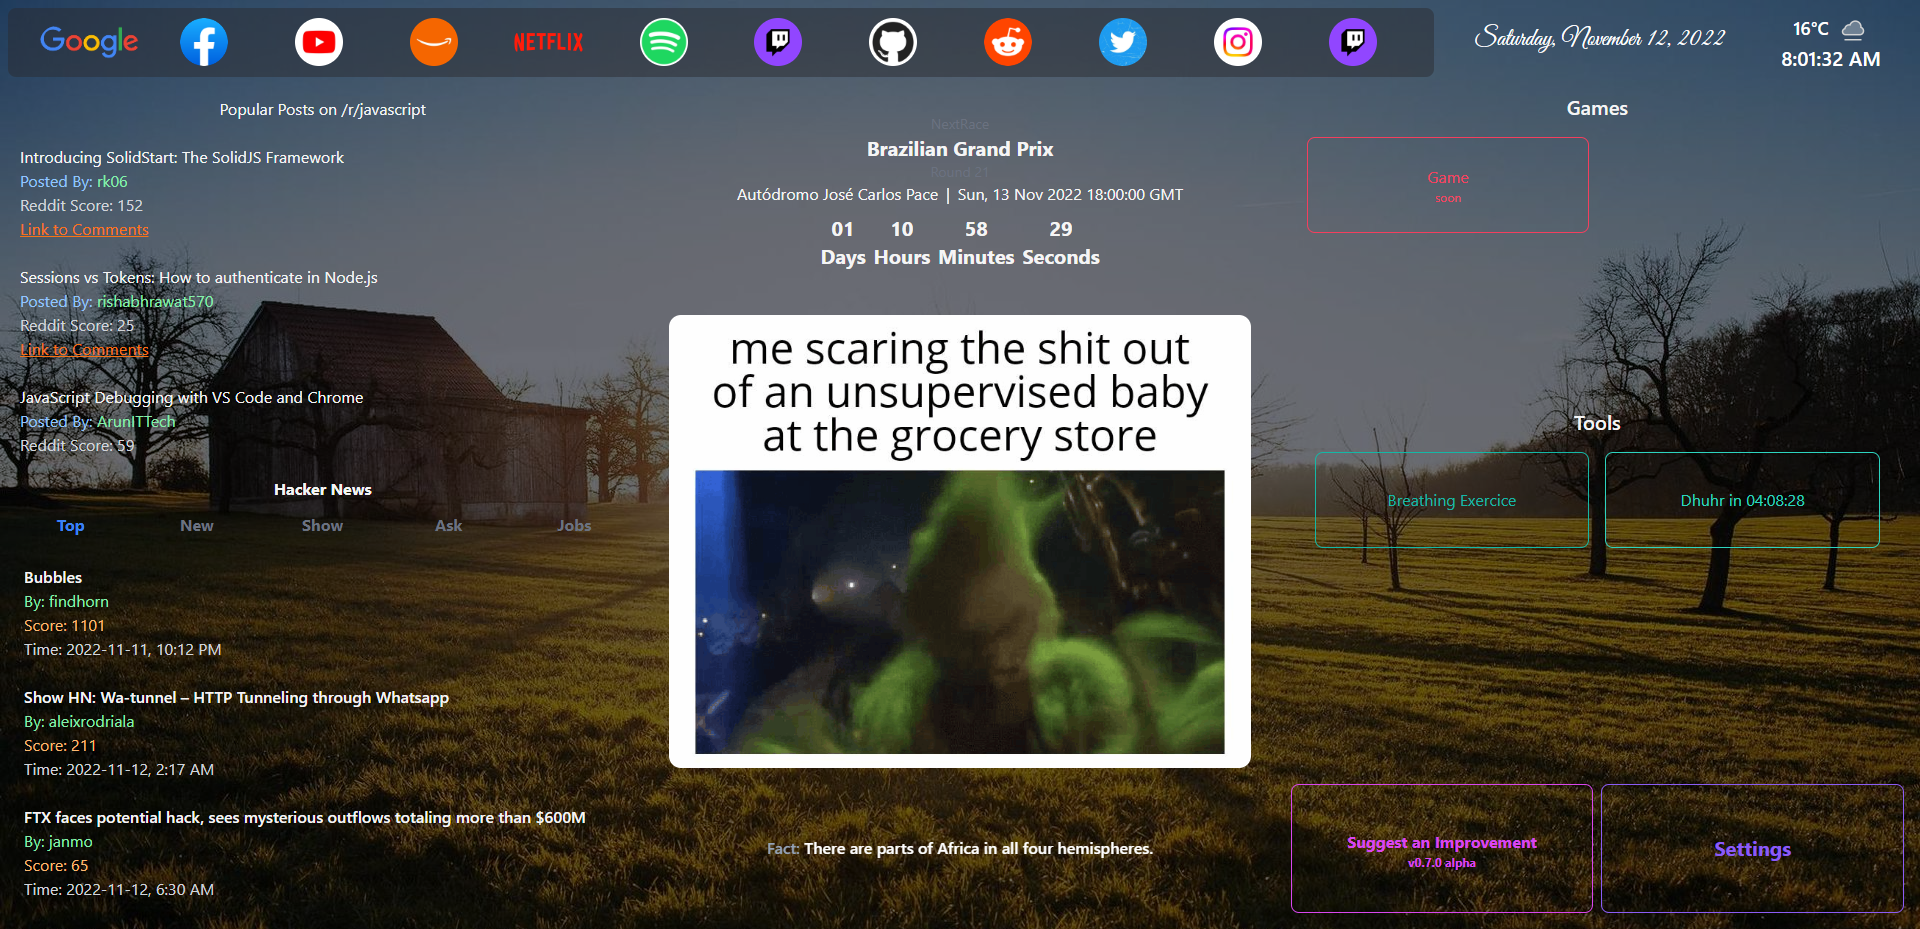 Google
NETFLIX
Saturday, November 12, 2022
16°C
8:01:32 AM
Popular Posts on /r/javascript
Introducing SolidStart: The SolidJS Framework
Posted By: rk06
Reddit Score: 152
Link to Comments
Sessions vs Tokens: How to authenticate in Node.js
Posted By: rishabhrawat570
Reddit Score: 25
Link to Comments
JavaScript Debugging with VS Code and Chrome
Posted By: ArunITTech
Reddit Score: 59
Hacker News
Top New Show Ask Jobs
Bubbles
By: findhorn
Score: 1101
Time: 2022-11-11, 10:12 PM
Show HN: Wa-tunnel – HTTP Tunneling through Whatsapp
By: aleixrodriala
Score: 211
Time: 2022-11-12, 2:17 AM
FTX faces potential hack, sees mysterious outflows totaling more than $600M
By: janmo
Score: 65
Time: 2022-11-12, 6:30 AM
NextRace
Brazilian Grand Prix
Round 21
Autódromo José Carlos Pace | Sun, 13 Nov 2022 18:00:00 GMT
01 10 58 29
Days Hours Minutes Seconds
me scaring the shit out
of an unsupervised baby
at the grocery store
Fact: There are parts of Africa in all four hemispheres.
Games
Game
soon
Tools
Breathing Exercice
Dhuhr in 04:08:28
Suggest an Improvement
v0.7.0 alpha
Settings